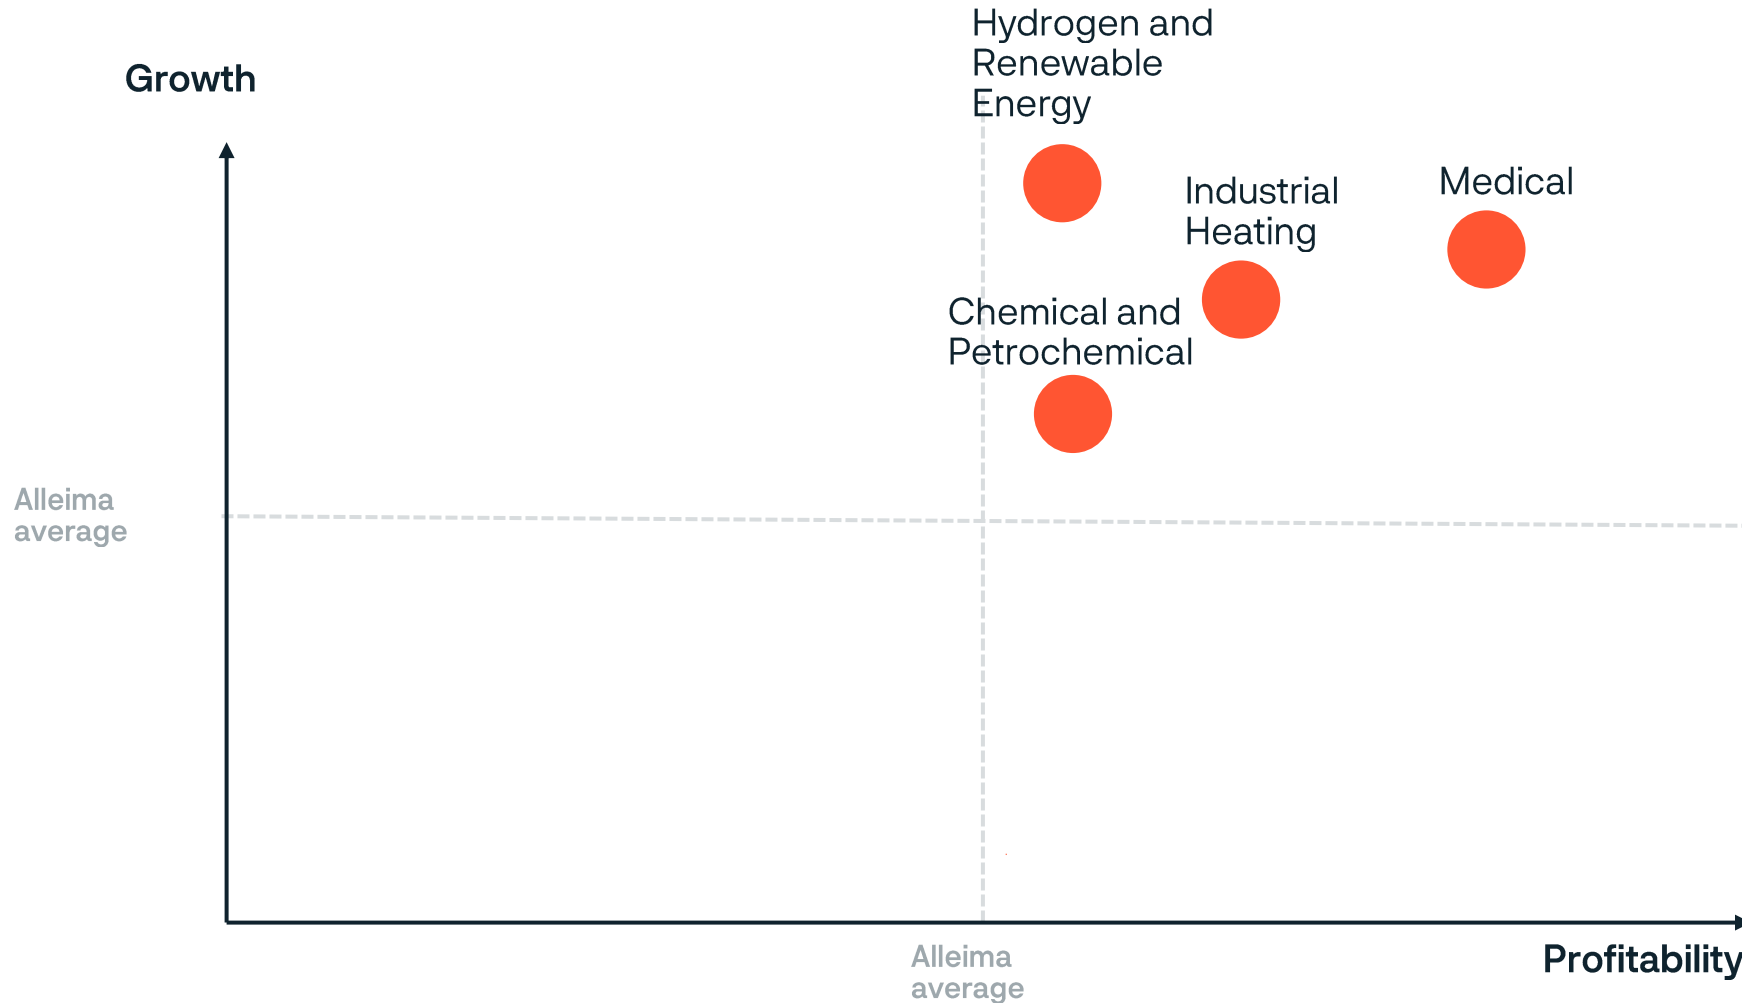 Hydrogen and
Renewable
Energy
Growth
Medical
Industrial
Heating
Chemical and
Petrochemical
Alleima
average
Alleima
average
Profitability